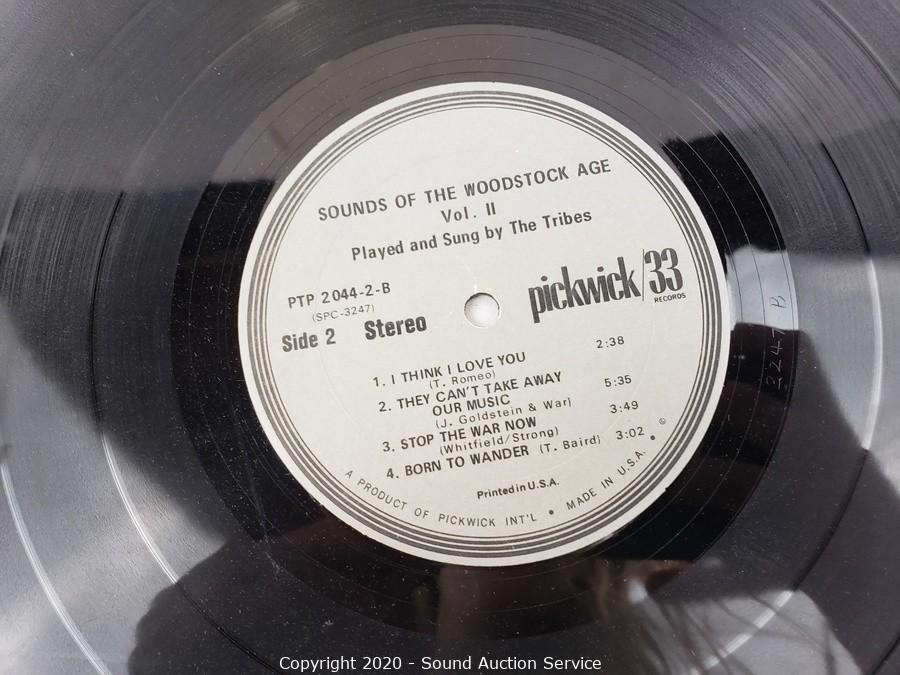 SOUNDS OF THE WOODSTOCK AGE
Vol. II
Played and Sung by The Tribes
PTP 2044-2-B
(SPC-3247)
Side 2 Stereo
pickwick/33
RECORDS
1. I THINK I LOVE YOU 2:38
(T. Romeo)
2. THEY CAN'T TAKE AWAY 5:35
OUR MUSIC
(J. Goldstein & War)
3. STOP THE WAR NOW 3:49
(Whitfield/Strong)
4. BORN TO WANDER (T. Baird) 3:02
Printed in U.S.A.
A PRODUCT OF PICKWICK INT'L • MADE IN U.S.A. • ©
3247 B
Copyright 2020 - Sound Auction Service